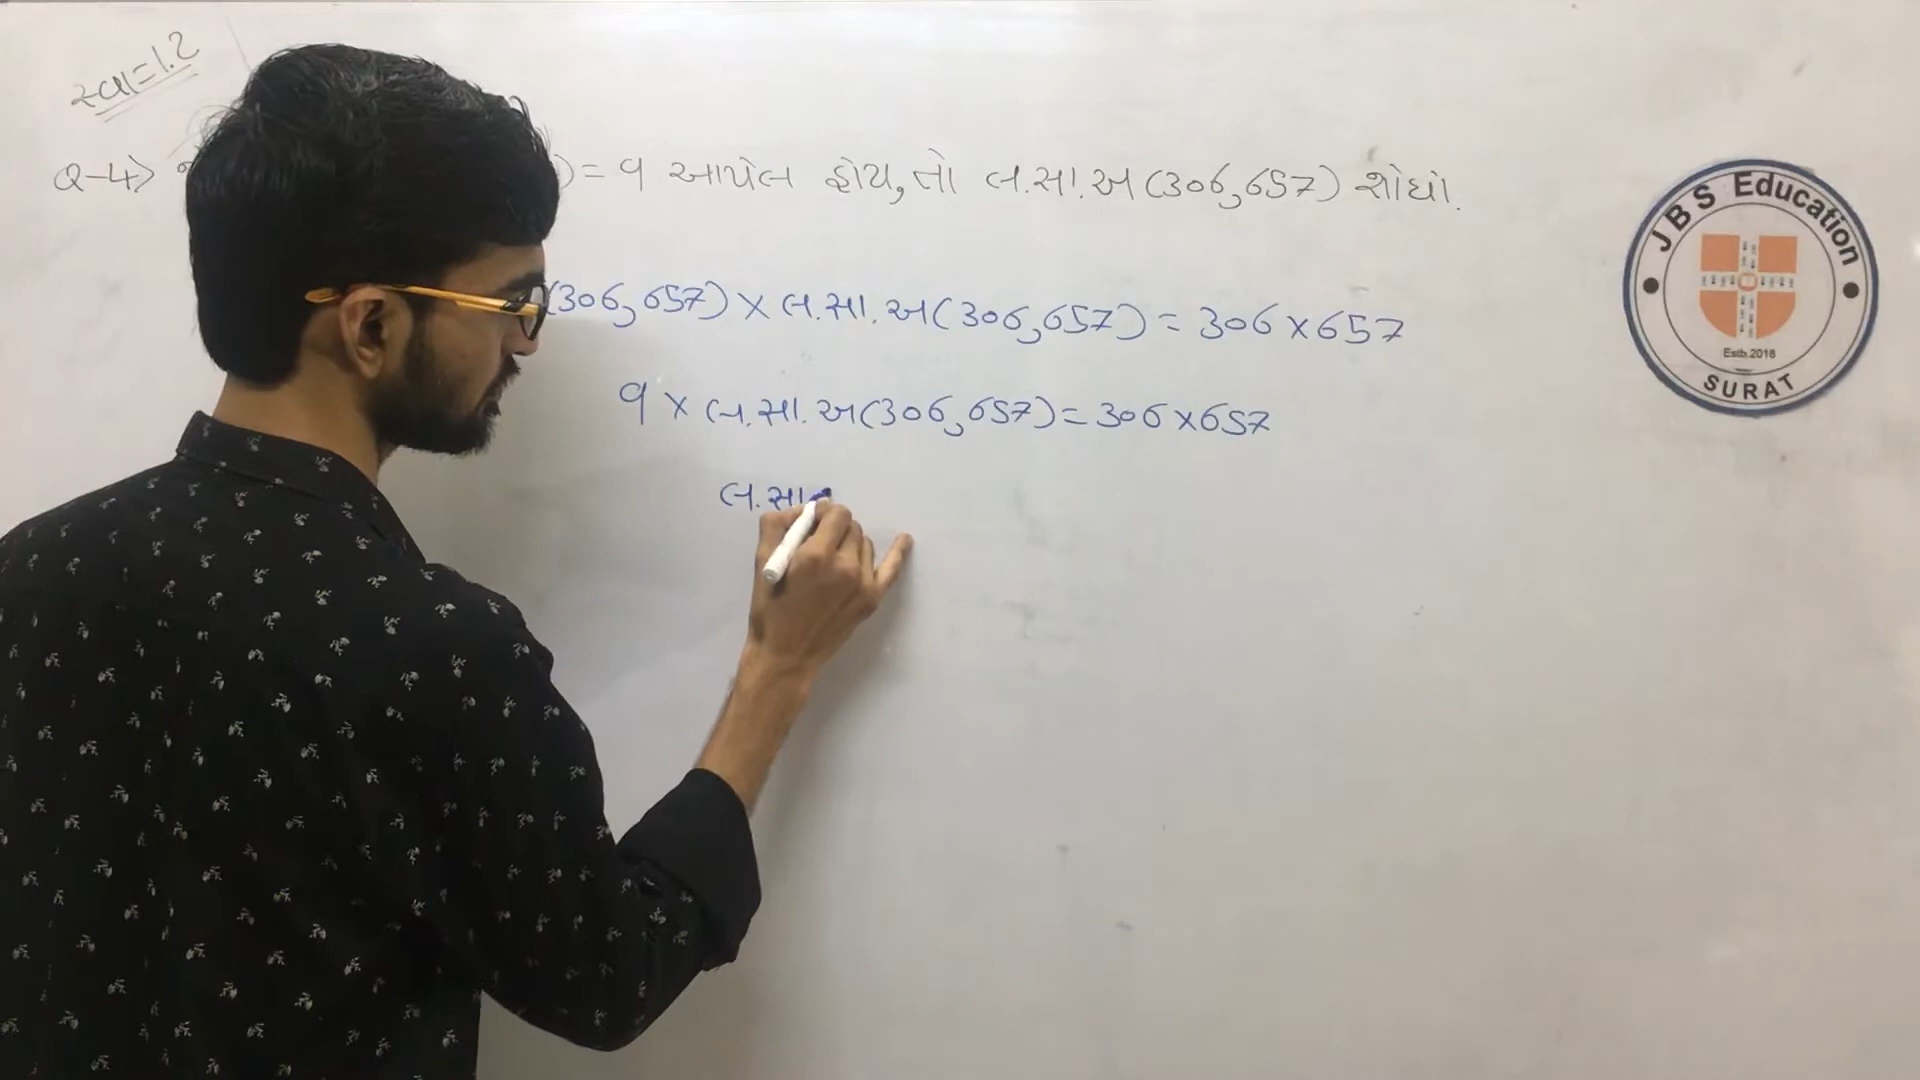 સ્વા=1.2
Q-4> )= 9 આપેલ હોય, તો લ.સા.અ (306,657) શોધો.
(306,657) × લ.સા.અ (306,657) = 306 × 657
9 × લ.સા.અ (306,657) = 306 × 657
લ.સા
JBS Education
Estb.2018
SURAT